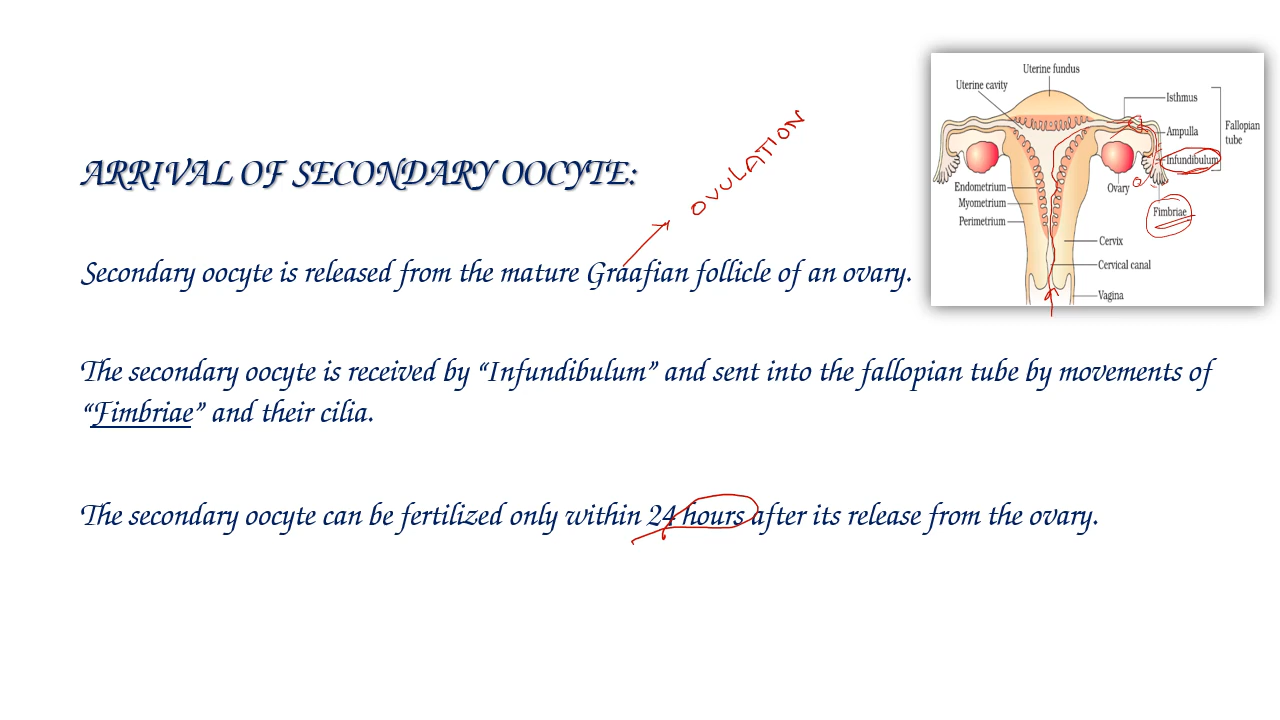 ARRIVAL OF SECONDARY OOCYTE:
OVULATION
Secondary oocyte is released from the mature Graafian follicle of an ovary.
The secondary oocyte is received by “Infundibulum” and sent into the fallopian tube by movements of
“Fimbriae” and their cilia.
The secondary oocyte can be fertilized only within 24 hours after its release from the ovary.
Uterine fundus
Uterine cavity
Isthmus
Ampulla
Fallopian
tube
Infundibulum
Ovary
Endometrium
Myometrium
Perimetrium
Fimbriae
Cervix
Cervical canal
Vagina